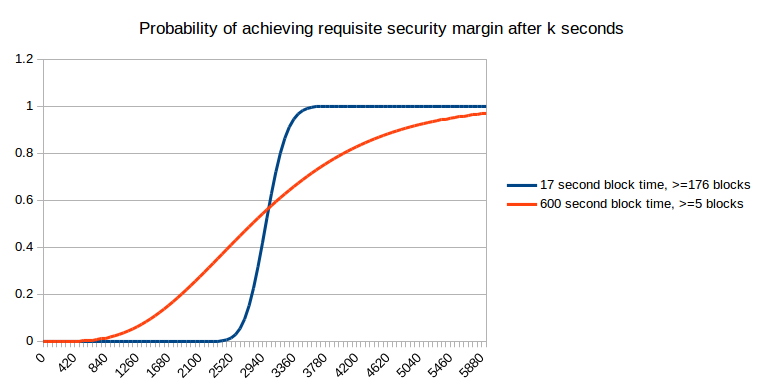 Probability of achieving requisite security margin after k seconds
1.2
1
0.8
0.6
0.4
0.2
0
17 second block time, >=176 blocks
600 second block time, >=5 blocks
0 420 840 1260 1680 2100 2520 2940 3360 3780 4200 4620 5040 5460 5880